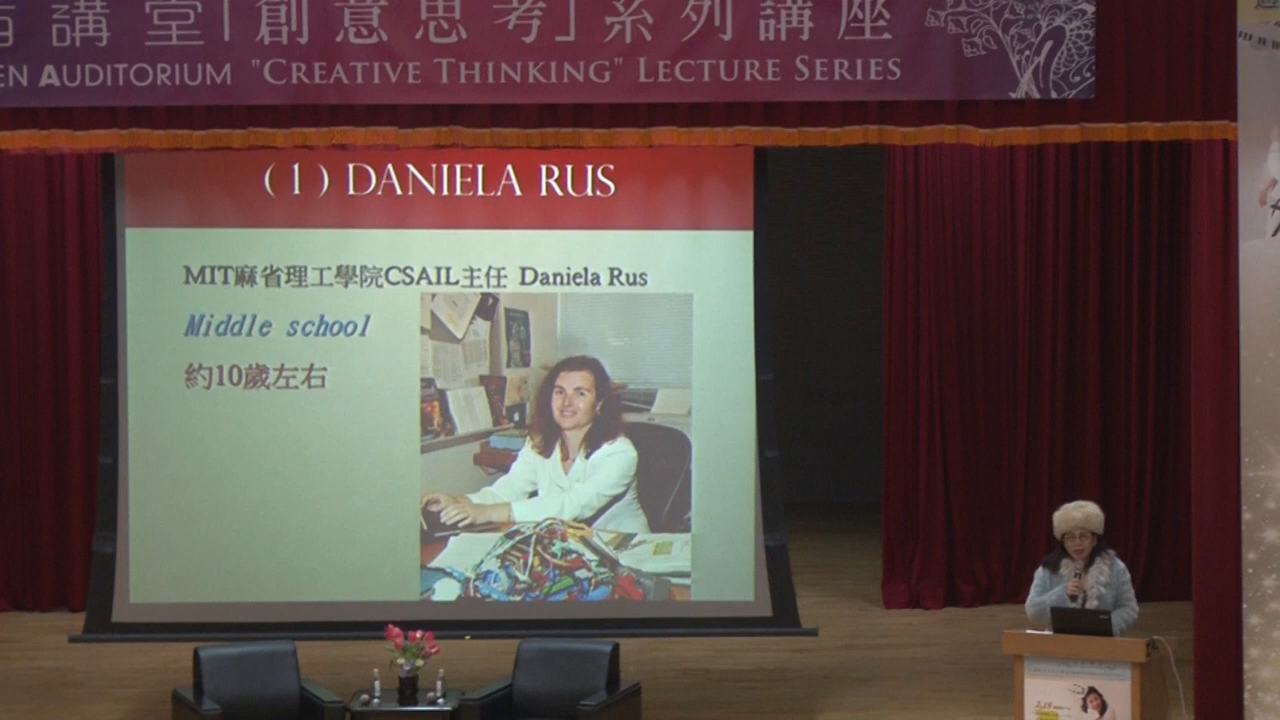 講堂「創意思考」系列講座
EN AUDITORIUM "CREATIVE THINKING" LECTURE SERIES
(1) DANIELA RUS
MIT麻省理工學院CSAIL主任 Daniela Rus
Middle school
約10歲左右